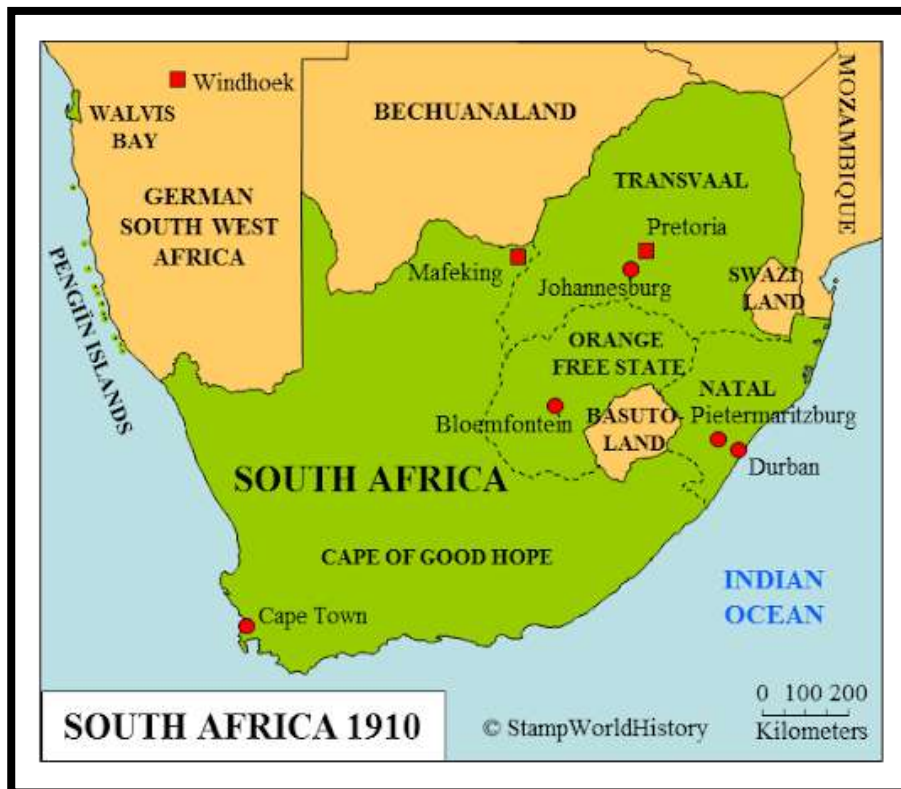 Windhoek
WALVIS
BAY
BECHUANALAND
MOZAMBIQUE
GERMAN
SOUTH WEST
AFRICA
TRANSVAAL
Pretoria
Mafeking
Johannesburg
SWAZI
LAND
PENGIÏN ISLANDS
ORANGE
FREE STATE
NATAL
Bloemfontein
BASUTO-
LAND
Pietermaritzburg
Durban
SOUTH AFRICA
CAPE OF GOOD HOPE
INDIAN
OCEAN
Cape Town
SOUTH AFRICA 1910
© StampWorldHistory
0 100 200
Kilometers